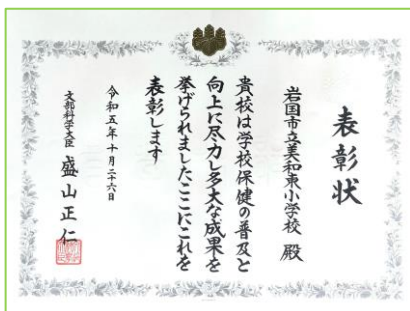 表彰状
岩国市立美和東小学校 殿
貴校は学校保健の普及と
向上に尽力し多大な成果を
挙げられましたここにこれを
表彰します
令和五年十月二十六日
文部科学大臣 盛山正仁